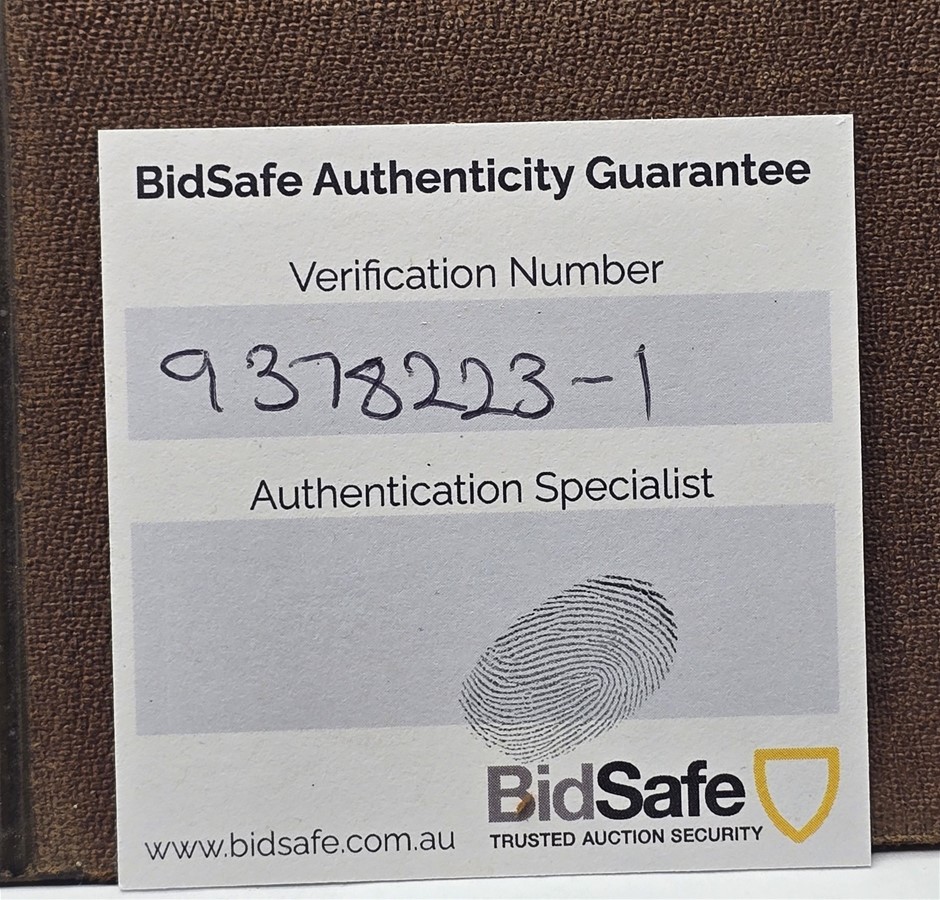 BidSafe Authenticity Guarantee
Verification Number
9378223-1
Authentication Specialist
BidSafe
TRUSTED AUCTION SECURITY
www.bidsafe.com.au